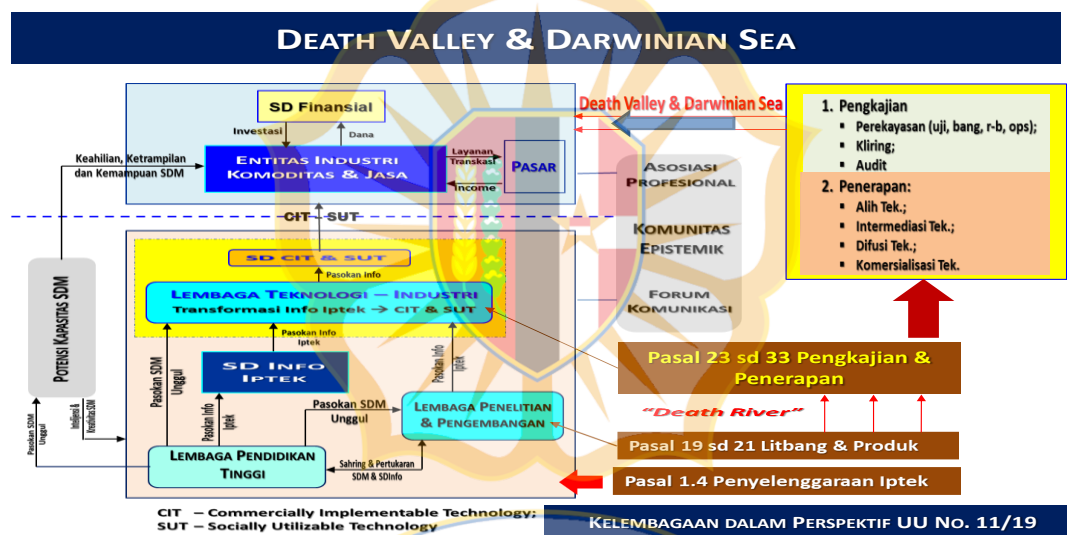 DEATH VALLEY & DARWINIAN SEA
SD Finansial
Investasi
Dana
ENTITAS INDUSTRI
KOMODITAS & JASA
Layanan
Transkasi
Income
PASAR
Keahilian, Ketrampilan
dan Kemampuan SDM
Death Valley & Darwinian Sea
1. Pengkajian
▪ Perekayasan (uji, bang, r-b, ops);
▪ Kliring;
▪ Audit
2. Penerapan:
▪ Alih Tek.;
▪ Intermediasi Tek.;
▪ Difusi Tek.;
▪ Komersialisasi Tek.
ASOSIASI
PROFESIONAL
KOMUNITAS
EPISTEMIK
FORUM
KOMUNIKASI
CIT – SUT
SD CIT & SUT
Pasokan Info
LEMBAGA TEKNOLOGI – INDUSTRI
Transformasi Info Iptek → CIT & SUT
POTENSI KAPASITAS SDM
Pasokan SDM
Unggul
Intelijensi &
Kreativitas SDM
Pasokan SDM
Unggul
Pasokan Info
Iptek
SD INFO
IPTEK
Pasokan Info
Iptek
Pasokan Info
Iptek
Pasokan SDM
Unggul
LEMBAGA PENELITIAN
& PENGEMBANGAN
LEMBAGA PENDIDIKAN
TINGGI
Sahring & Pertukaran
SDM & SDInfo
Pasal 23 sd 33 Pengkajian &
Penerapan
“Death River”
Pasal 19 sd 21 Litbang & Produk
Pasal 1.4 Penyelenggaraan Iptek
CIT – Commercially Implementable Technology;
SUT – Socially Utilizable Technology
KELEMBAGAAN DALAM PERSPEKTIF UU NO. 11/19